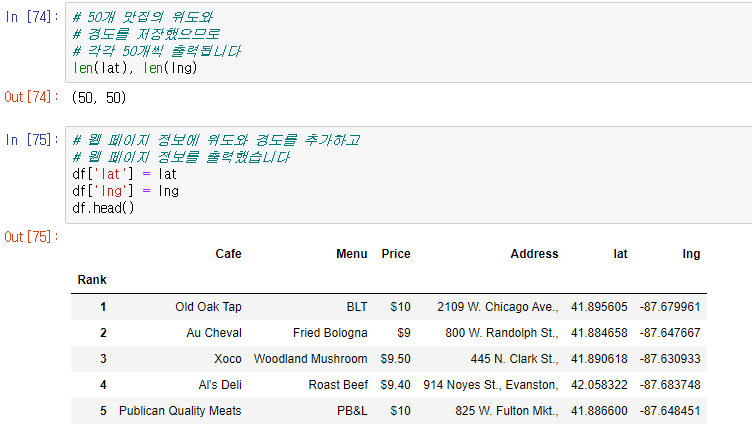 In [74]: # 50개 맛집의 위도와
# 경도를 저장했으므로
# 각각 50개씩 출력됩니다
len(lat), len(lng)
Out[74]: (50, 50)
In [75]: # 웹 페이지 정보에 위도와 경도를 추가하고
# 웹 페이지 정보를 출력했습니다
df['lat'] = lat
df['lng'] = lng
df.head()
Out[75]:
Cafe Menu Price Address lat lng
Rank
1 Old Oak Tap BLT $10 2109 W. Chicago Ave., 41.895605 -87.679961
2 Au Cheval Fried Bologna $9 800 W. Randolph St., 41.884658 -87.647667
3 Xoco Woodland Mushroom $9.50 445 N. Clark St., 41.890618 -87.630933
4 Al's Deli Roast Beef $9.40 914 Noyes St., Evanston, 42.058322 -87.683748
5 Publican Quality Meats PB&L $10 825 W. Fulton Mkt., 41.886600 -87.648451